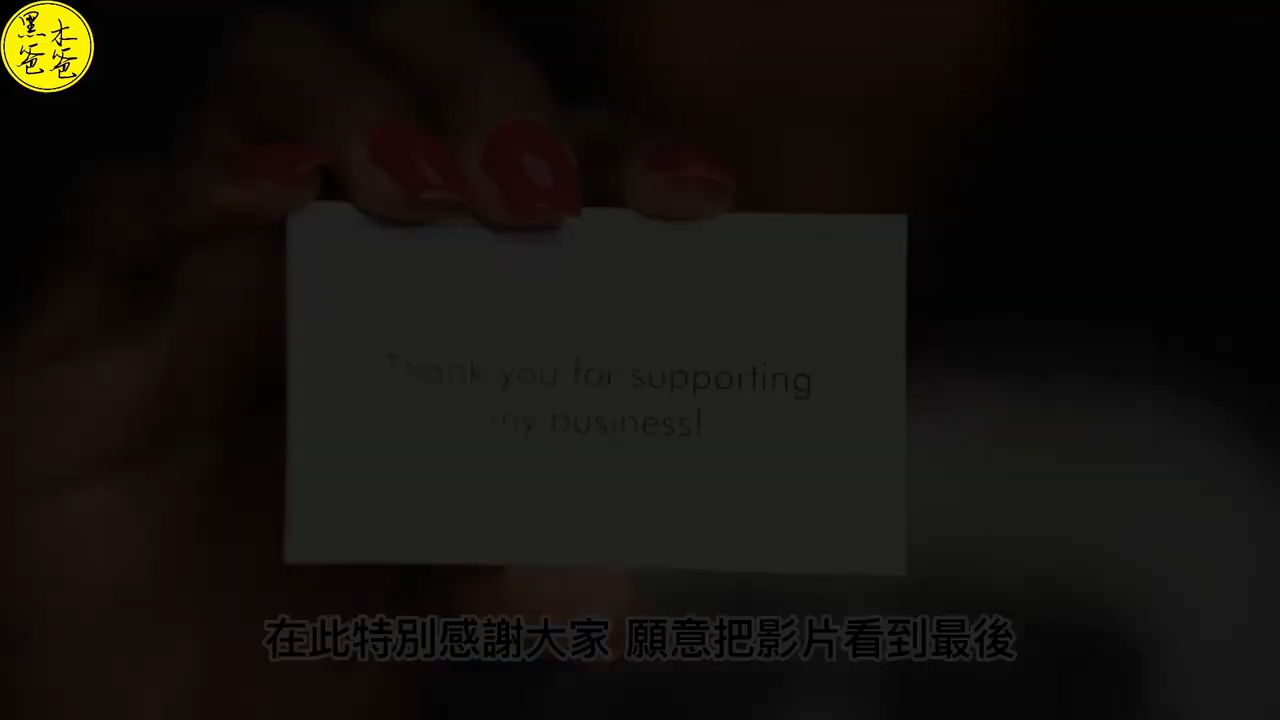 黑木
爸爸
Thank you for supporting
my business!
在此特別感謝大家 願意把影片看到最後